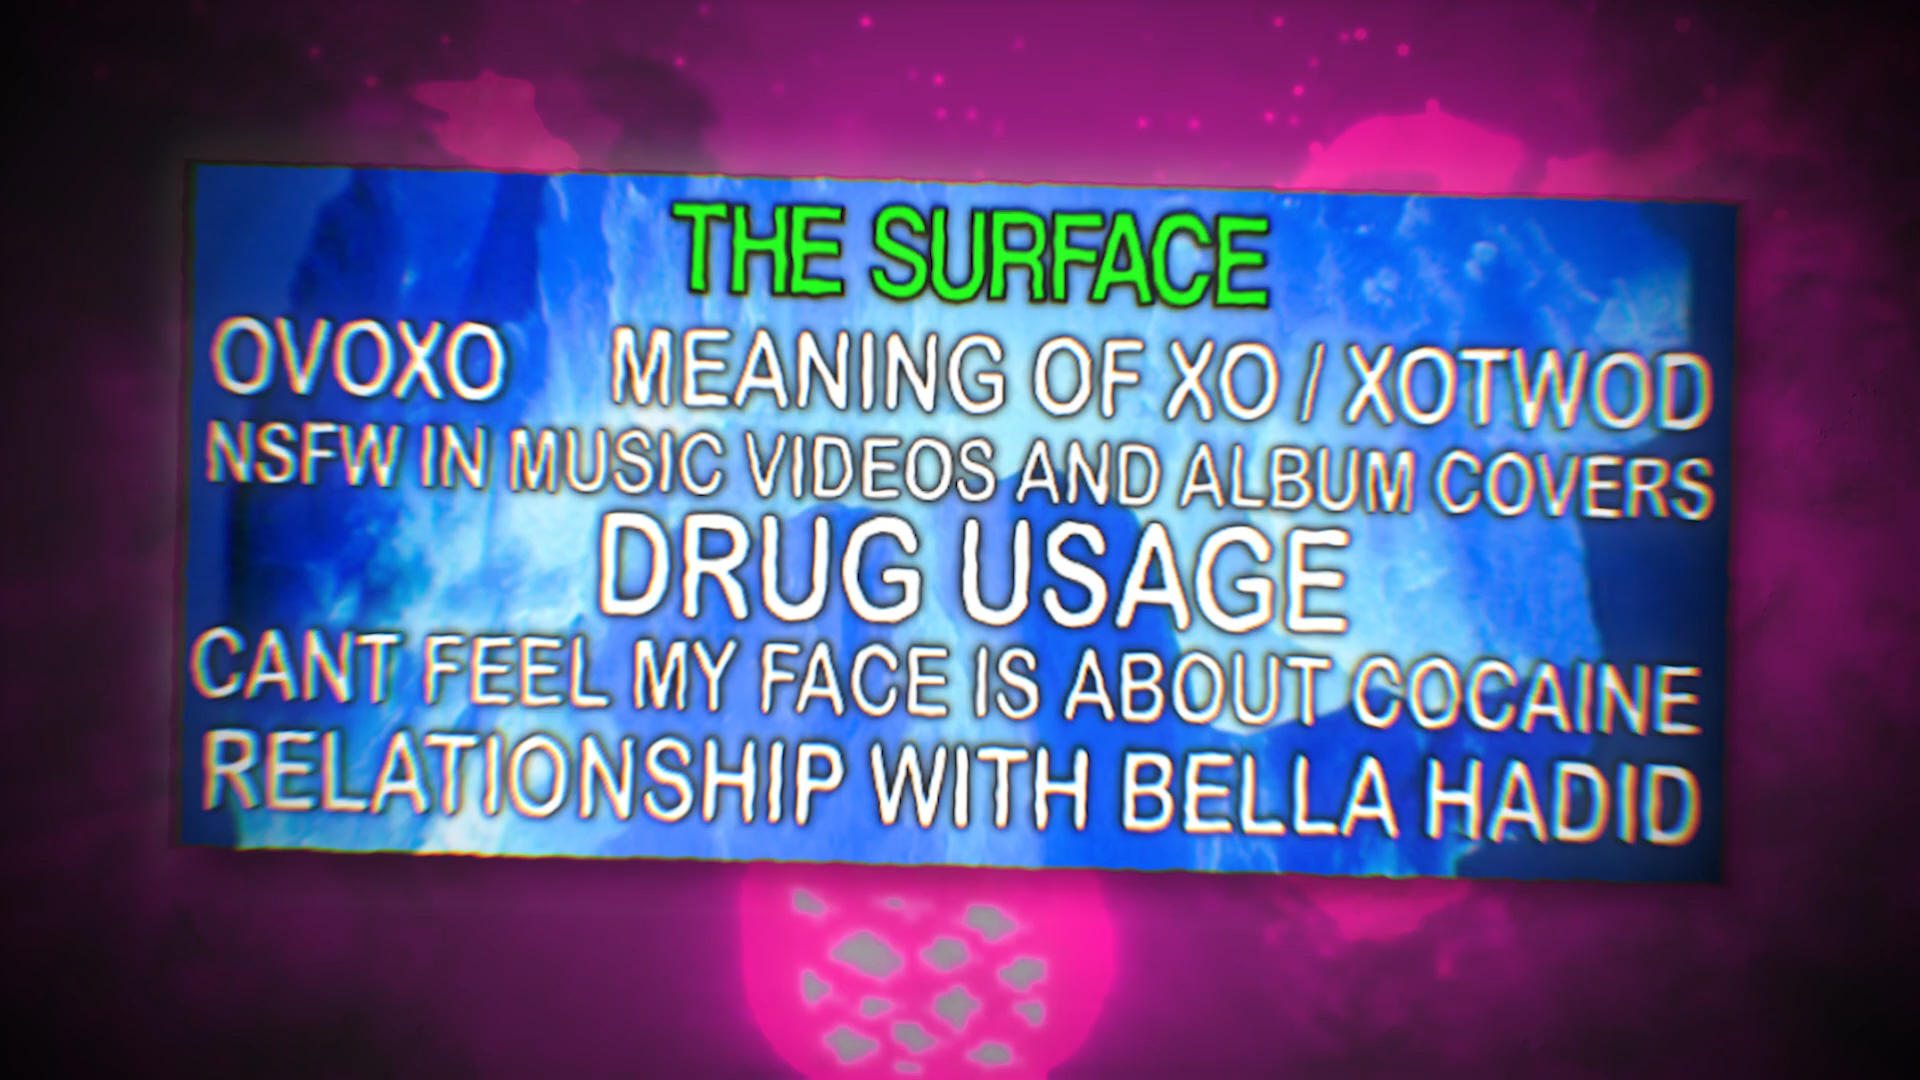 THE SURFACE
OVOXO MEANING OF XO / XOTWOD
NSFW IN MUSIC VIDEOS AND ALBUM COVERS
DRUG USAGE
CANT FEEL MY FACE IS ABOUT COCAINE
RELATIONSHIP WITH BELLA HADID